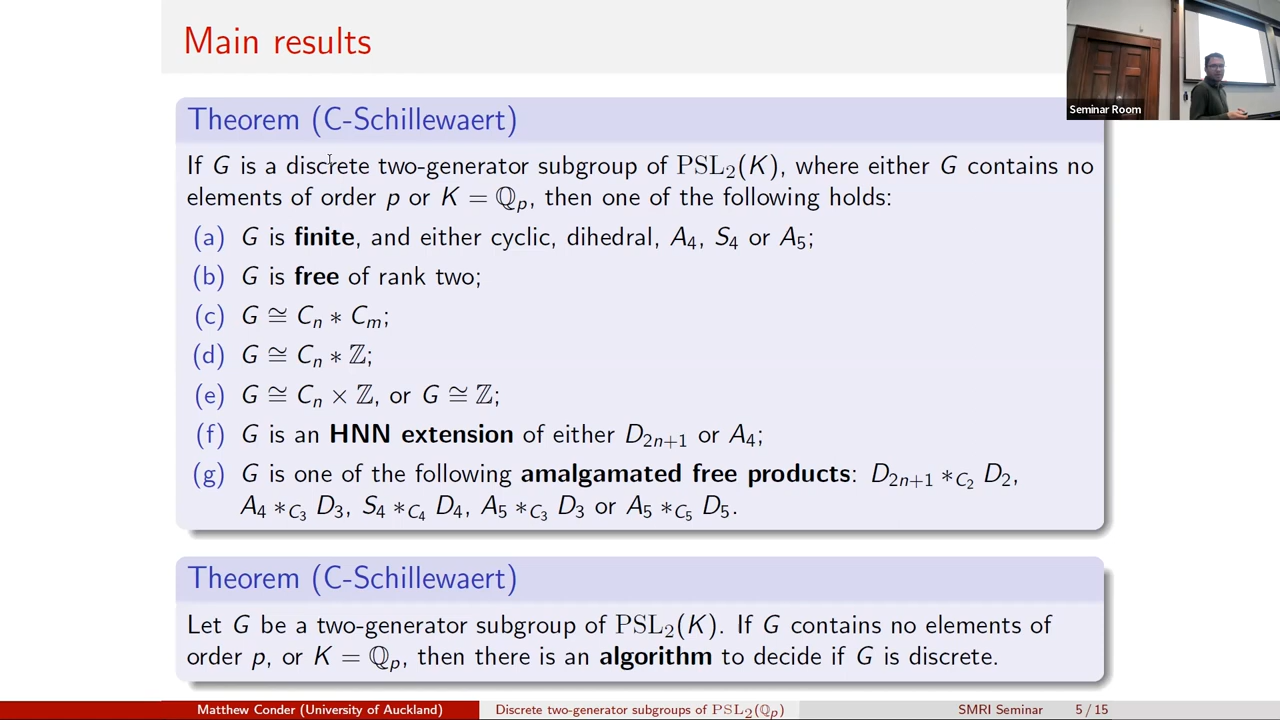 Main results
Seminar Room
Theorem (C-Schillewaert)
If G is a discrete two-generator subgroup of PSL₂(K), where either G contains no
elements of order p or K = ℚₚ, then one of the following holds:
(a) G is finite, and either cyclic, dihedral, A₄, S₄ or A₅;
(b) G is free of rank two;
(c) G ≅ Cₙ * Cₘ;
(d) G ≅ Cₙ * ℤ;
(e) G ≅ Cₙ × ℤ, or G ≅ ℤ;
(f) G is an HNN extension of either D₂ₙ₊₁ or A₄;
(g) G is one of the following amalgamated free products: D₂ₙ₊₁ *_{C₂} D₂,
A₄ *_{C₃} D₃, S₄ *_{C₄} D₄, A₅ *_{C₃} D₃ or A₅ *_{C₅} D₅.
Theorem (C-Schillewaert)
Let G be a two-generator subgroup of PSL₂(K). If G contains no elements of
order p, or K = ℚₚ, then there is an algorithm to decide if G is discrete.
Matthew Conder (University of Auckland) Discrete two-generator subgroups of PSL₂(ℚₚ) SMRI Seminar 5 / 15